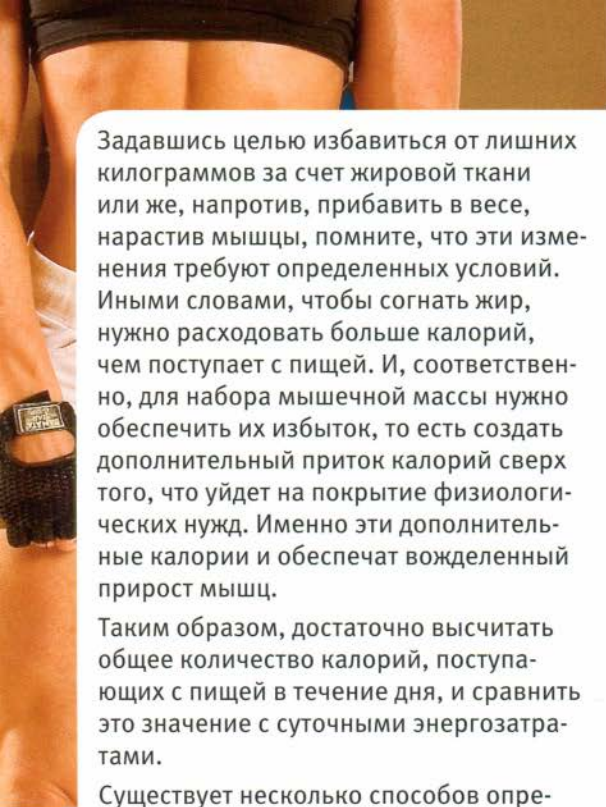 Задавшись целью избавиться от лишних
килограммов за счет жировой ткани
или же, напротив, прибавить в весе,
нарастив мышцы, помните, что эти изме-
нения требуют определенных условий.
Иными словами, чтобы согнать жир,
нужно расходовать больше калорий,
чем поступает с пищей. И, соответствен-
но, для набора мышечной массы нужно
обеспечить их избыток, то есть создать
дополнительный приток калорий сверх
того, что уйдет на покрытие физиологи-
ческих нужд. Именно эти дополнитель-
ные калории и обеспечат вожделенный
прирост мышц.
Таким образом, достаточно высчитать
общее количество калорий, поступа-
ющих с пищей в течение дня, и сравнить
это значение с суточными энергозатра-
тами.
Существует несколько способов опре-